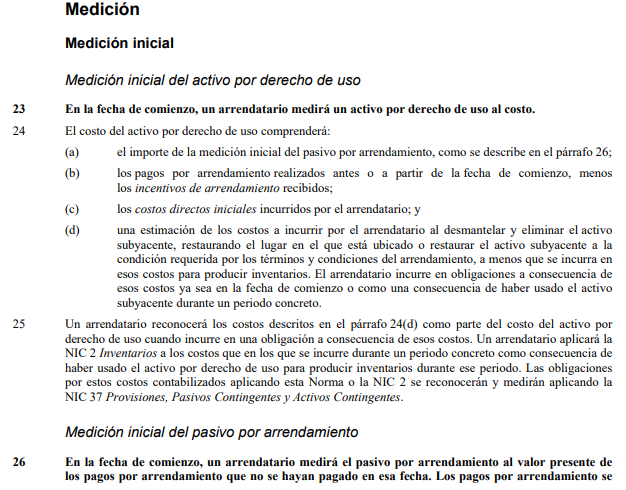 Medición
Medición inicial
Medición inicial del activo por derecho de uso
23 En la fecha de comienzo, un arrendatario medirá un activo por derecho de uso al costo.
24 El costo del activo por derecho de uso comprenderá:
(a) el importe de la medición inicial del pasivo por arrendamiento, como se describe en el párrafo 26;
(b) los pagos por arrendamiento realizados antes o a partir de la fecha de comienzo, menos
los incentivos de arrendamiento recibidos;
(c) los costos directos iniciales incurridos por el arrendatario; y
(d) una estimación de los costos a incurrir por el arrendatario al desmantelar y eliminar el activo
subyacente, restaurando el lugar en el que está ubicado o restaurar el activo subyacente a la
condición requerida por los términos y condiciones del arrendamiento, a menos que se incurra en
esos costos para producir inventarios. El arrendatario incurre en obligaciones a consecuencia de
esos costos ya sea en la fecha de comienzo o como una consecuencia de haber usado el activo
subyacente durante un periodo concreto.
25 Un arrendatario reconocerá los costos descritos en el párrafo 24(d) como parte del costo del activo por
derecho de uso cuando incurre en una obligación a consecuencia de esos costos. Un arrendatario aplicará la
NIC 2 Inventarios a los costos que en los que se incurre durante un periodo concreto como consecuencia de
haber usado el activo por derecho de uso para producir inventarios durante ese periodo. Las obligaciones
por estos costos contabilizados aplicando esta Norma o la NIC 2 se reconocerán y medirán aplicando la
NIC 37 Provisiones, Pasivos Contingentes y Activos Contingentes.
Medición inicial del pasivo por arrendamiento
26 En la fecha de comienzo, un arrendatario medirá el pasivo por arrendamiento al valor presente de
los pagos por arrendamiento que no se hayan pagado en esa fecha. Los pagos por arrendamiento se